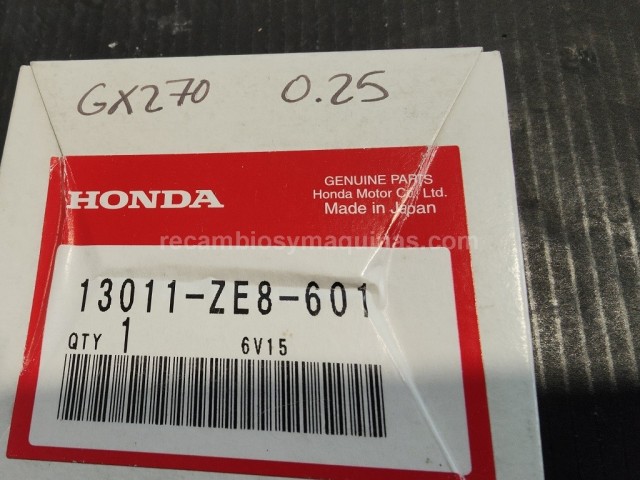 GX270 0.25
HONDA
GENUINE PARTS
Honda Motor Co., Ltd.
Made in Japan
recambiosymaquinas.com
13011-ZE8-601
QTY 1 6V15